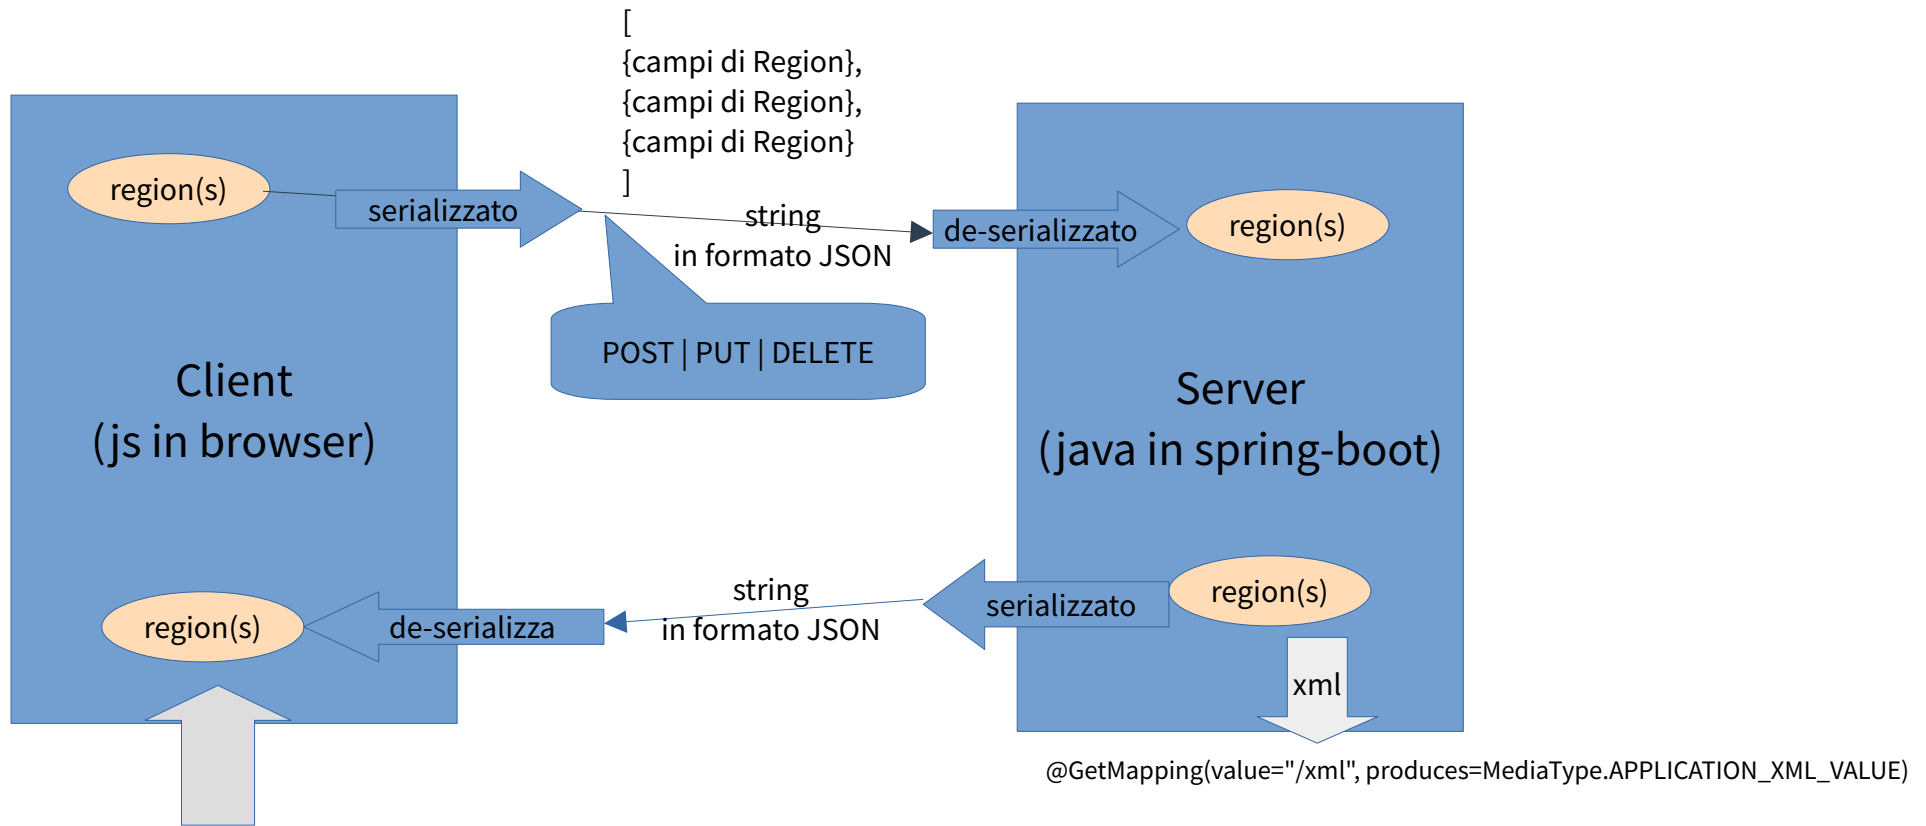 [
{campi di Region},
{campi di Region},
{campi di Region}
]
region(s)
serializzato
string
in formato JSON
de-serializzato
region(s)
POST | PUT | DELETE
Client
(js in browser)
Server
(java in spring-boot)
region(s)
de-serializza
string
in formato JSON
serializzato
region(s)
xml
@GetMapping(value="/xml", produces=MediaType.APPLICATION_XML_VALUE)